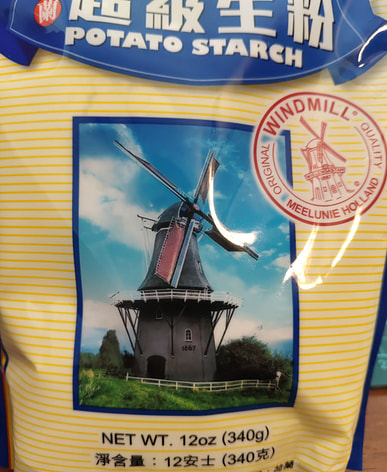 蘭
超級生粉
POTATO STARCH
WINDMILL®
ORIGINAL QUALITY
MEELUNIE HOLLAND
1867
NET WT. 12oz (340g)
淨含量：12安士 (340克)